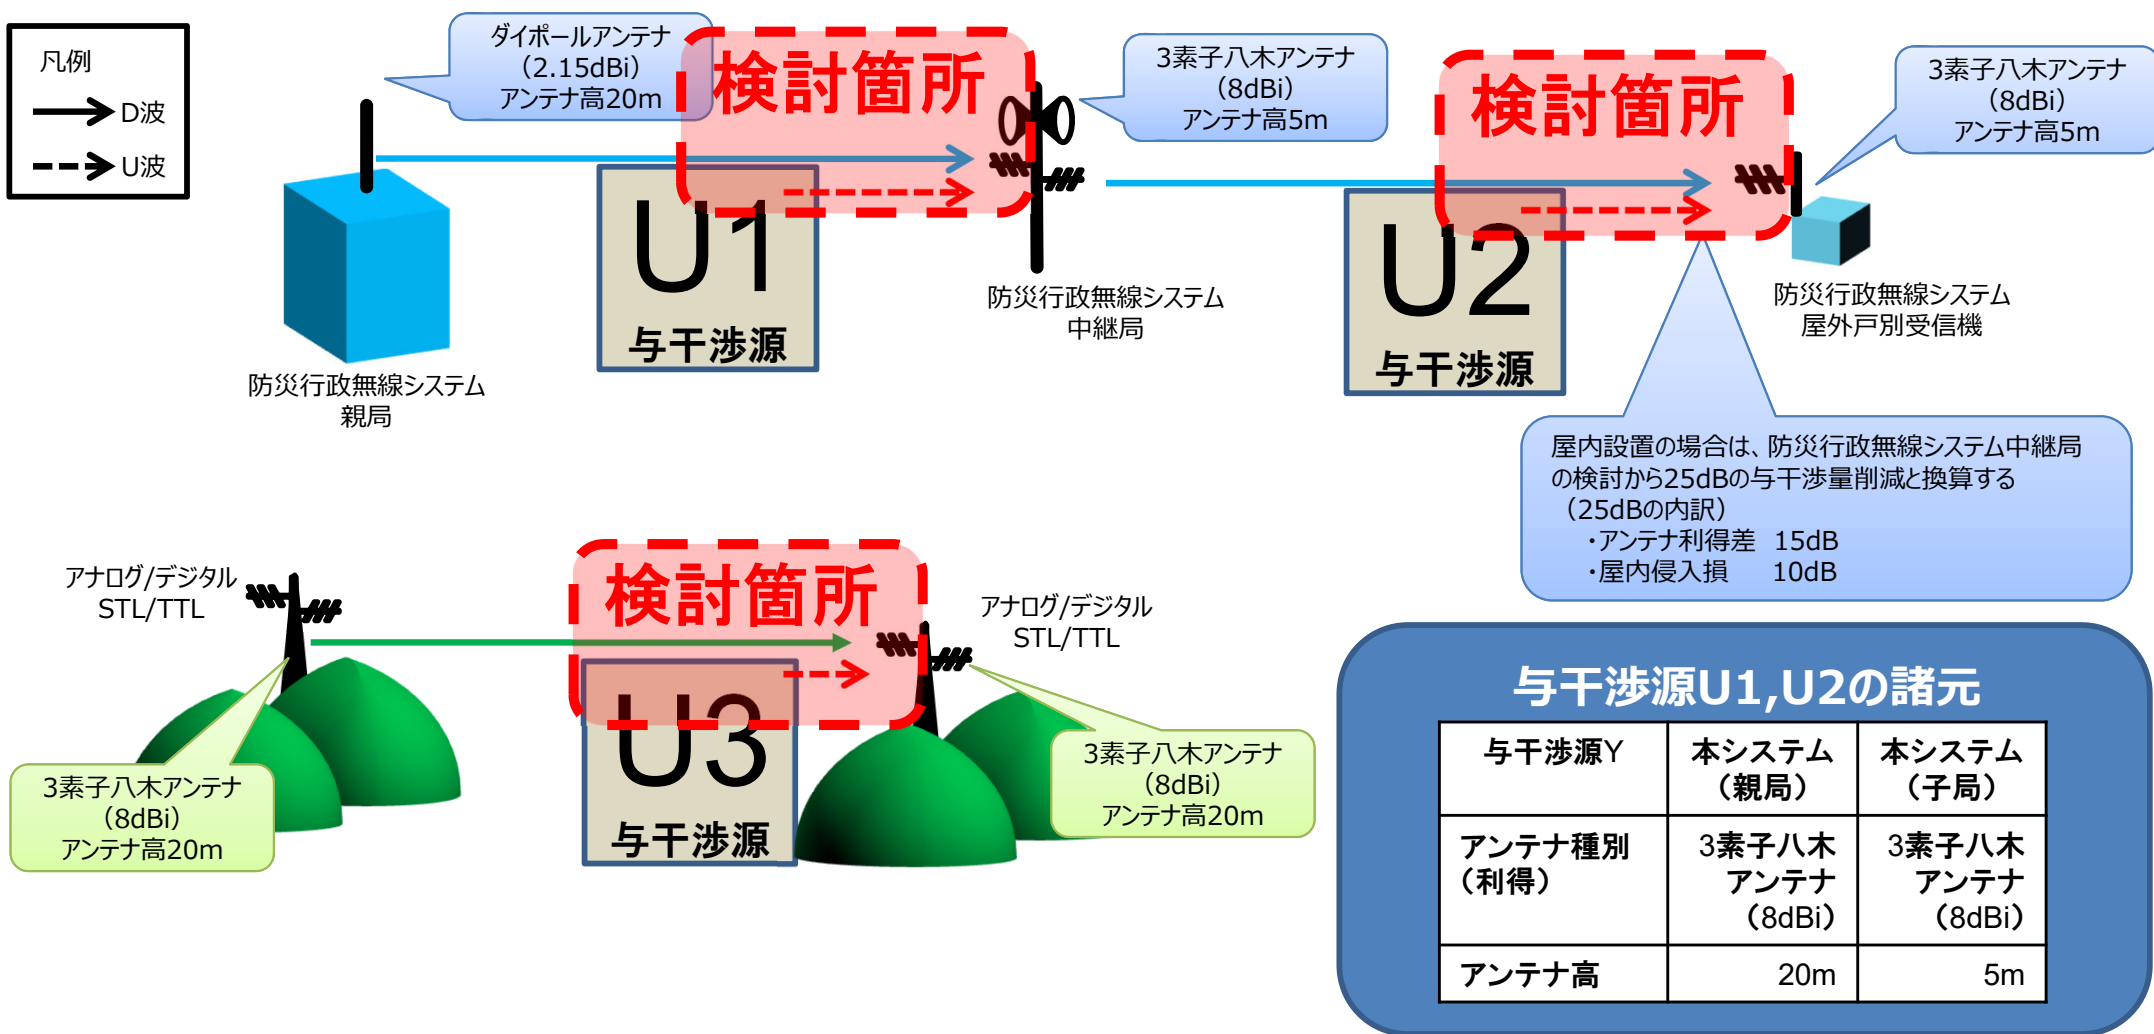 凡例
D波
U波
ダイポールアンテナ
（2.15dBi）
アンテナ高20m
検討箇所
3素子八木アンテナ
（8dBi）
アンテナ高5m
検討箇所
3素子八木アンテナ
（8dBi）
アンテナ高5m
U1
与干渉源
U2
与干渉源
防災行政無線システム
親局
防災行政無線システム
中継局
防災行政無線システム
屋外戸別受信機
屋内設置の場合は、防災行政無線システム中継局
の検討から25dBの与干渉量削減と換算する
（25dBの内訳）
・アンテナ利得差 15dB
・屋内侵入損 10dB
アナログ/デジタル
STL/TTL
検討箇所
アナログ/デジタル
STL/TTL
U3
与干渉源
3素子八木アンテナ
（8dBi）
アンテナ高20m
3素子八木アンテナ
（8dBi）
アンテナ高20m
与干渉源U1,U2の諸元
与干渉源Y 本システム 本システム
（親局） （子局）
アンテナ種別 3素子八木 3素子八木
（利得） アンテナ アンテナ
（8dBi） （8dBi）
アンテナ高 20m 5m